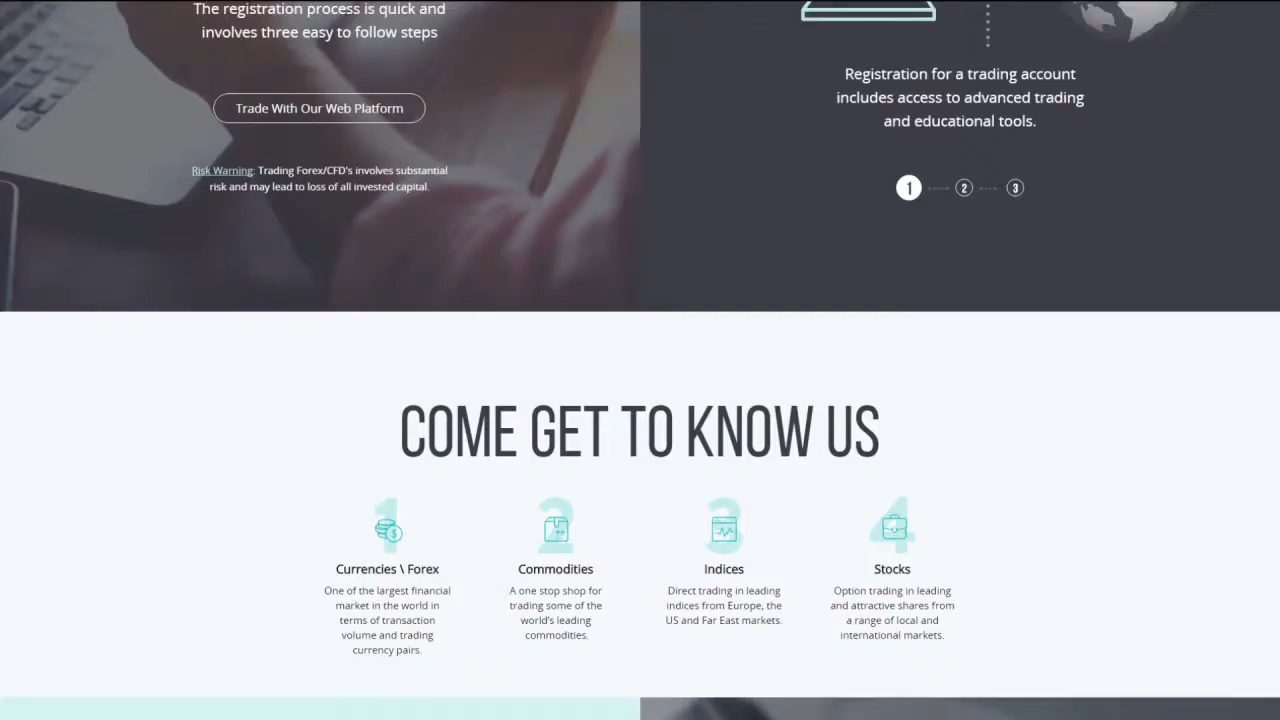 The registration process is quick and
involves three easy to follow steps
Trade With Our Web Platform
Risk Warning: Trading Forex/CFD's involves substantial
risk and may lead to loss of all invested capital.
Registration for a trading account
includes access to advanced trading
and educational tools.
1 2 3
COME GET TO KNOW US
1
Currencies \ Forex
One of the largest financial
market in the world in
terms of transaction
volume and trading
currency pairs.
2
Commodities
A one stop shop for
trading some of the
world's leading
commodities.
3
Indices
Direct trading in leading
indices from Europe, the
US and Far East markets.
4
Stocks
Option trading in leading
and attractive shares from
a range of local and
international markets.